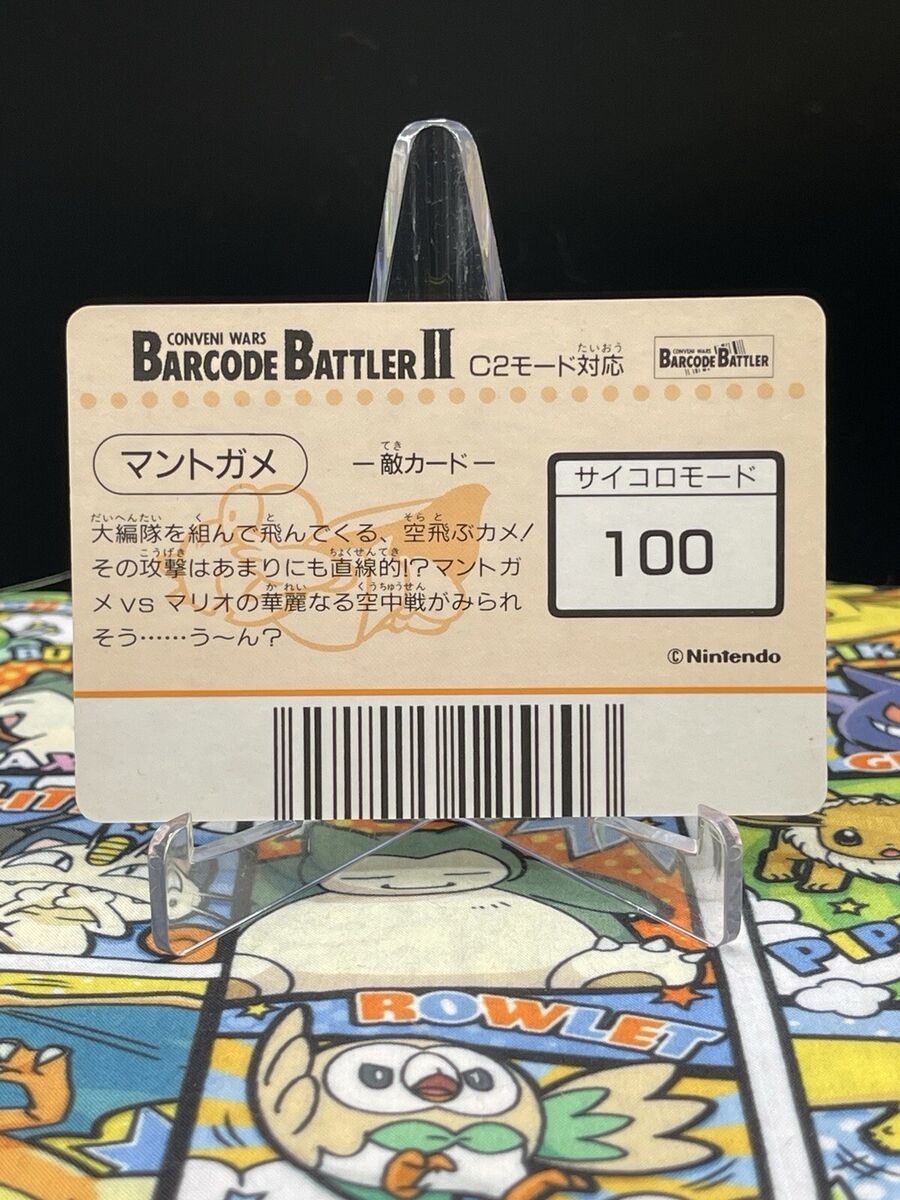 CONVENI WARS
BARCODE BATTLER II C2モード対応
たいおう
CONVENI WARS
BARCODE BATTLER
マントガメ
てき
―敵カード―
サイコロモード
100
だいへんたい く と そらと
大編隊を組んで飛んでくる、空飛ぶカメ!
こうげき ちょくせんてき
その攻撃はあまりにも直線的!?マントガ
かれい くうちゅうせん
メvs マリオの華麗なる空中戦がみられ
そう……う〜ん?
©Nintendo
ROWLET
PIP